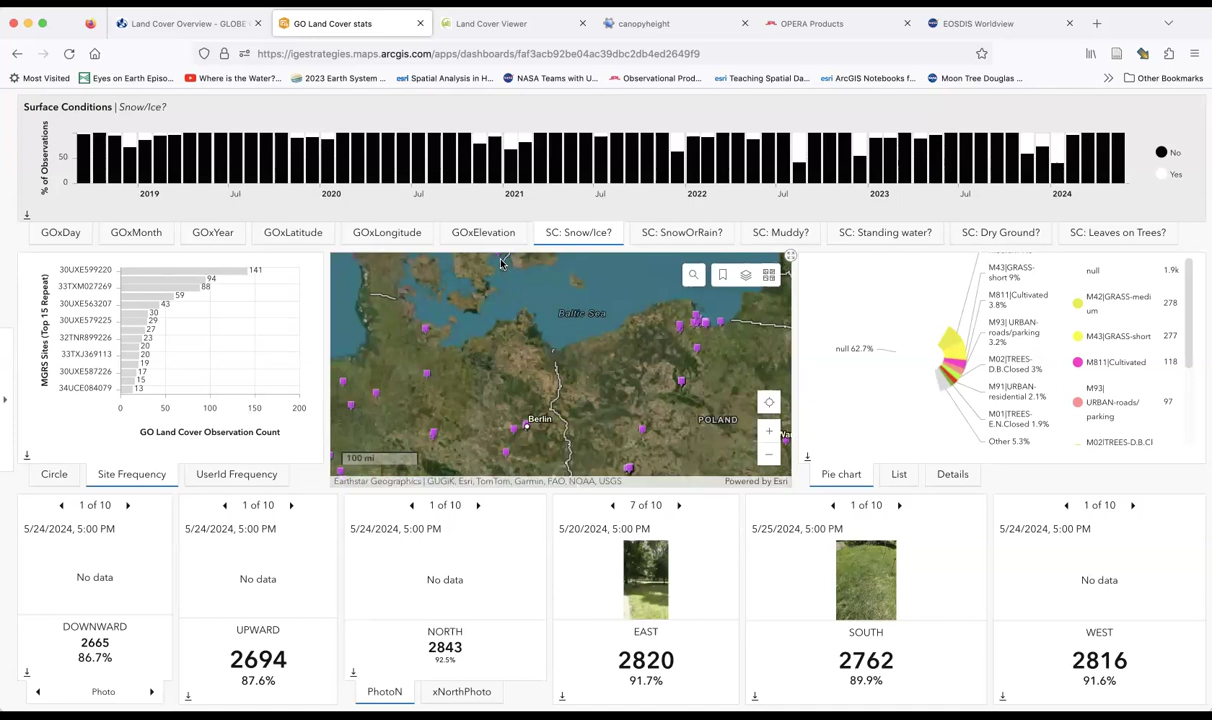 Land Cover Overview - GLOBE
GO Land Cover stats
Land Cover Viewer
canopyheight
OPERA Products
EOSDIS Worldview
https://igestrategies.maps.arcgis.com/apps/dashboards/faf3acb92be04ac39dbc2db4ed2649f9
Most Visited
Eyes on Earth Episo...
Where is the Water?...
2023 Earth System ...
esri Spatial Analysis in H...
NASA Teams with U...
Observational Prod...
esri Teaching Spatial Da...
esri ArcGIS Notebooks f...
Moon Tree Douglas ...
Other Bookmarks
Surface Conditions | Snow/Ice?
% of Observations
50
0
2019 Jul 2020 Jul 2021 Jul 2022 Jul 2023 Jul 2024
No
Yes
GOxDay GOxMonth GOxYear GOxLatitude GOxLongitude GOxElevation SC: Snow/Ice? SC: SnowOrRain? SC: Muddy? SC: Standing water? SC: Dry Ground? SC: Leaves on Trees?
MGRS Sites (Top 15 Repeat)
30UXE599220 141
94
33TXM027269 88
59
30UXE563207 43
30
30UXE579225 29
27
32TNR899226 23
20
33TXJ369113 20
19
30UXE587226 17
15
34UCE084079 13
0 50 100 150 200
GO Land Cover Observation Count
Circle Site Frequency UserId Frequency
Baltic Sea
Berlin
POLAND
Wa
100 mi
Earthstar Geographics | GUGiK, Esri, TomTom, Garmin, FAO, NOAA, USGS
Powered by Esri
null 62.7%
M43|GRASS-
short 9%
M811|Cultivated
3.8%
M93| URBAN-
roads/parking
3.2%
M02|TREES-
D.B.Closed 3%
M91|URBAN-
residential 2.1%
M01|TREES-
E.N.Closed 1.9%
Other 5.3%
null 1.9k
M42|GRASS-medi
um
278
M43|GRASS-short 277
M811|Cultivated 118
M93|
URBAN-roads/
parking
97
M02|TREES-D.B.Cl
Pie chart List Details
1 of 10
5/24/2024, 5:00 PM
No data
DOWNWARD
2665
86.7%
Photo
1 of 10
5/24/2024, 5:00 PM
No data
UPWARD
2694
87.6%
1 of 10
5/24/2024, 5:00 PM
No data
NORTH
2843
92.5%
PhotoN xNorthPhoto
7 of 10
5/20/2024, 5:00 PM
EAST
2820
91.7%
1 of 10
5/25/2024, 5:00 PM
SOUTH
2762
89.9%
1 of 10
5/24/2024, 5:00 PM
No data
WEST
2816
91.6%